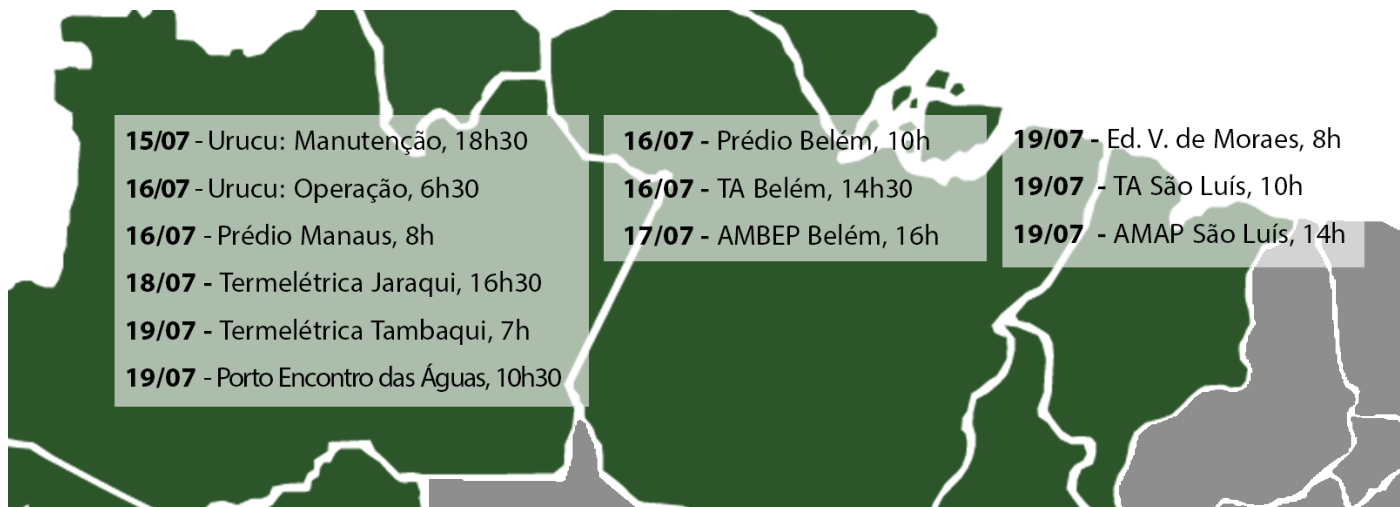 15/07 - Urucu: Manutenção, 18h30
16/07 - Urucu: Operação, 6h30
16/07 - Prédio Manaus, 8h
18/07 - Termelétrica Jaraqui, 16h30
19/07 - Termelétrica Tambaqui, 7h
19/07 - Porto Encontro das Águas, 10h30
16/07 - Prédio Belém, 10h
16/07 - TA Belém, 14h30
17/07 - AMBEP Belém, 16h
19/07 - Ed. V. de Moraes, 8h
19/07 - TA São Luís, 10h
19/07 - AMAP São Luís, 14h